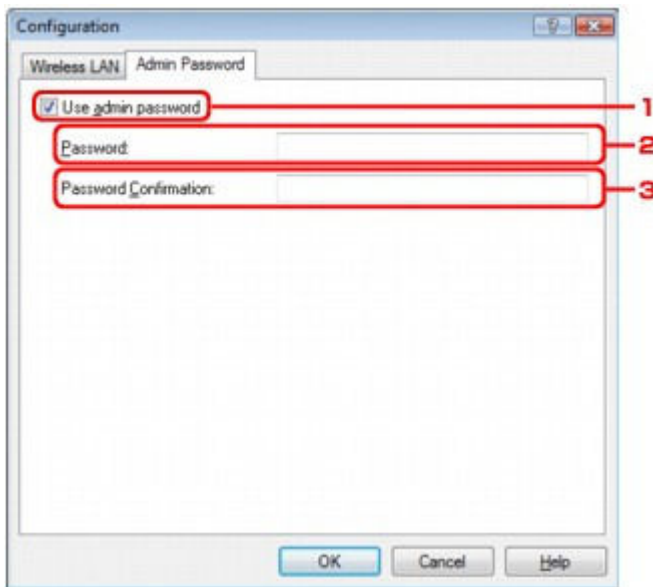 Configuration
Wireless LAN Admin Password
Use admin password 1
Password: 2
Password Confirmation: 3
OK Cancel Help